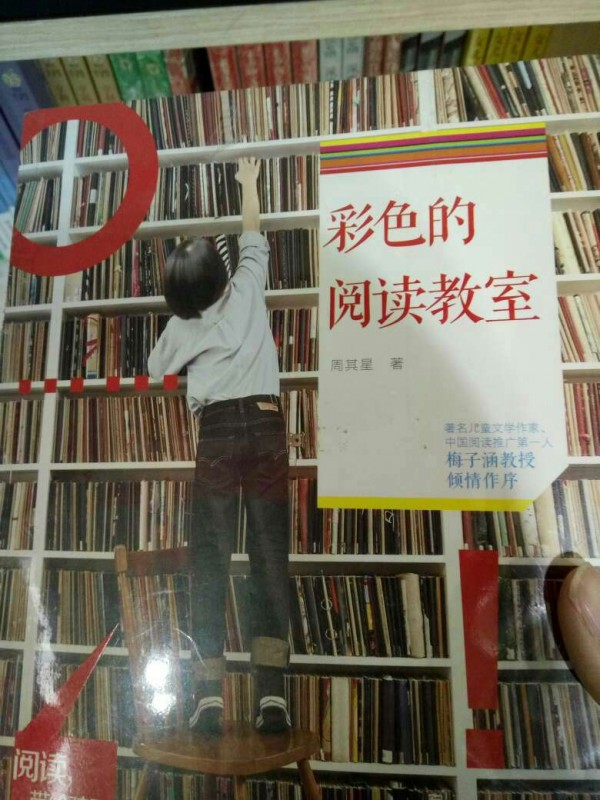 彩色的
阅读教室
周其星 著
著名儿童文学作家、
中国阅读推广第一人
梅子涵教授
倾情作序
阅读，